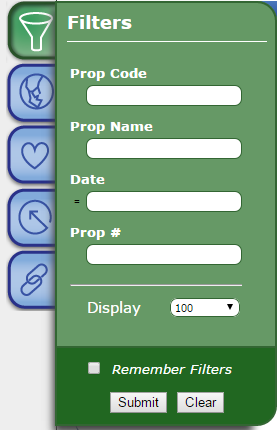 Filters
Prop Code
Prop Name
Date
=
Prop #
Display 100
Remember Filters
Submit Clear